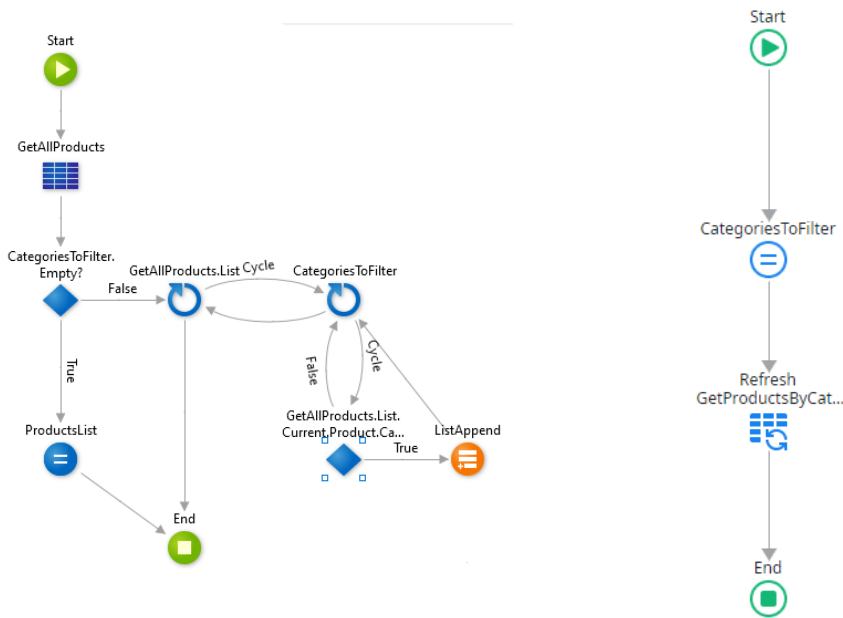 Start
GetAllProducts
CategoriesToFilter.
Empty?
False
GetAllProducts.List
Cycle
CategoriesToFilter
True
False
Cycle
ProductsList
GetAllProducts.List.
Current.Product.Ca...
True
ListAppend
End
Start
CategoriesToFilter
Refresh
GetProductsByCat...
End